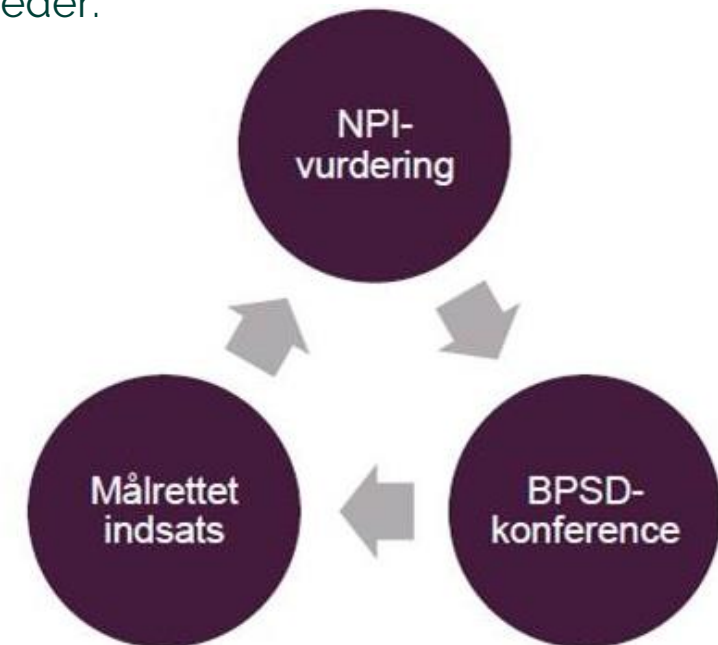 eder.
NPI-
vurdering
BPSD-
konference
Målrettet
indsats